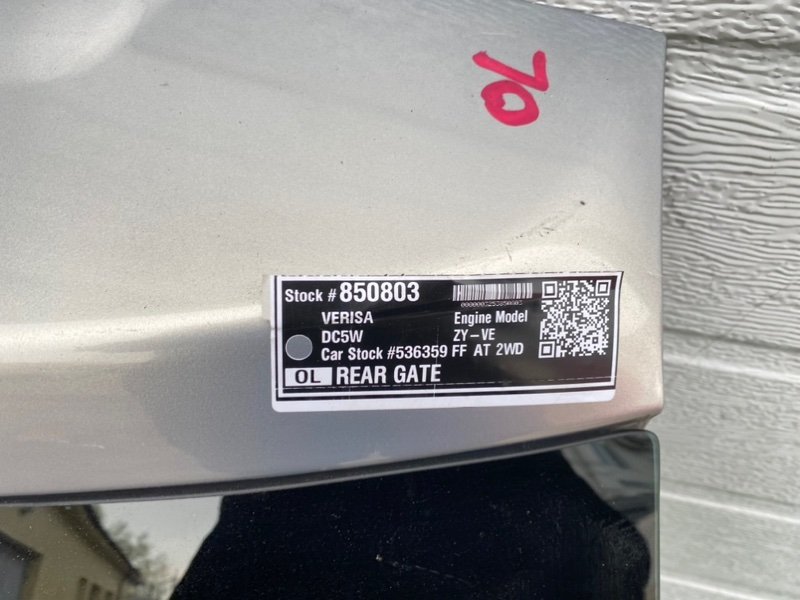 70
Stock # 850803
VERISA Engine Model
DC5W ZY-VE
Car Stock #536359 FF AT 2WD
OL REAR GATE